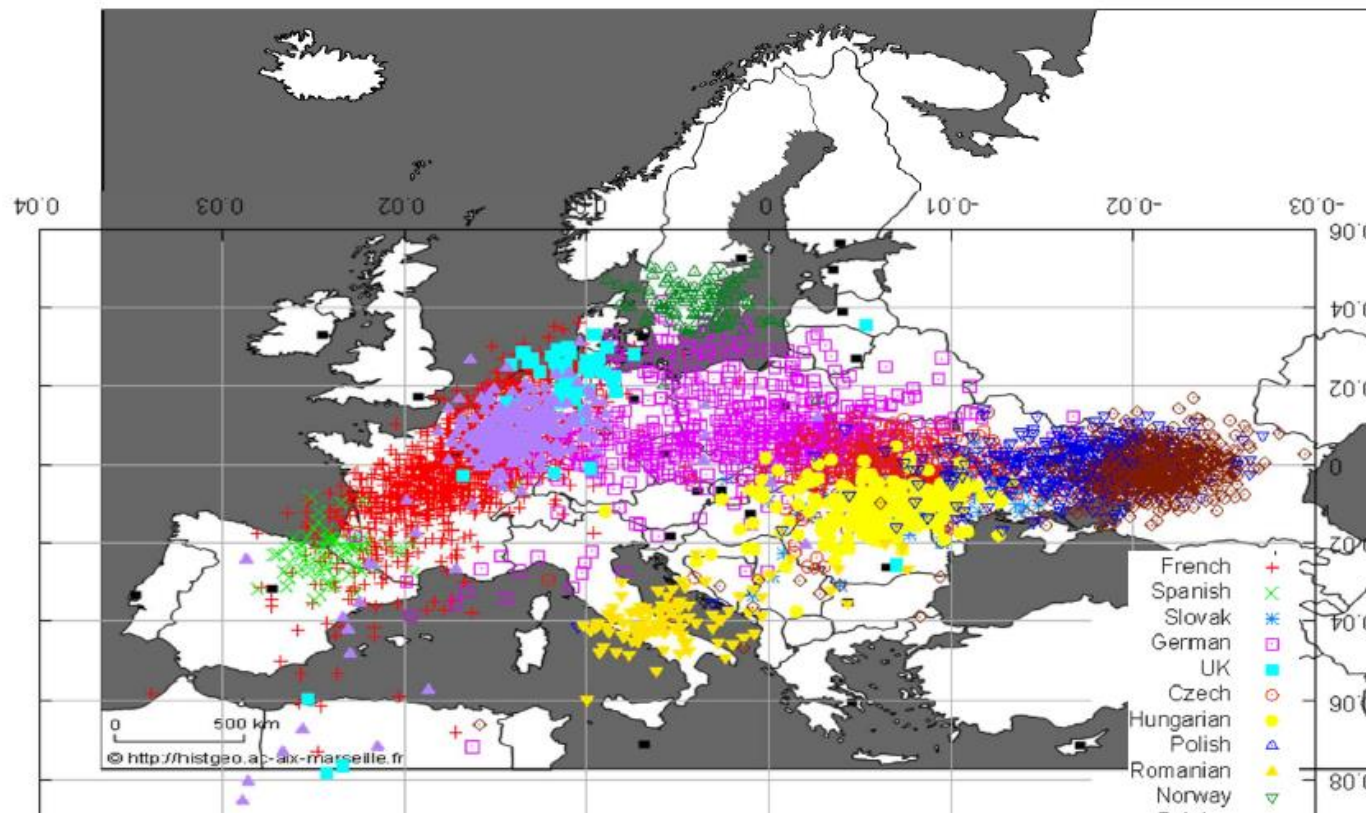 0.04 0.03 0.02 0.01 0 -0.01 -0.02 -0.03
0.06
0.04
0.02
0
0.02
French
Spanish
Slovak
0.04
German
UK
Czech
0.06
Hungarian
0 500 km
Polish
© http://histgeo.ac-aix-marseille.fr
Romanian
0.08
Norway